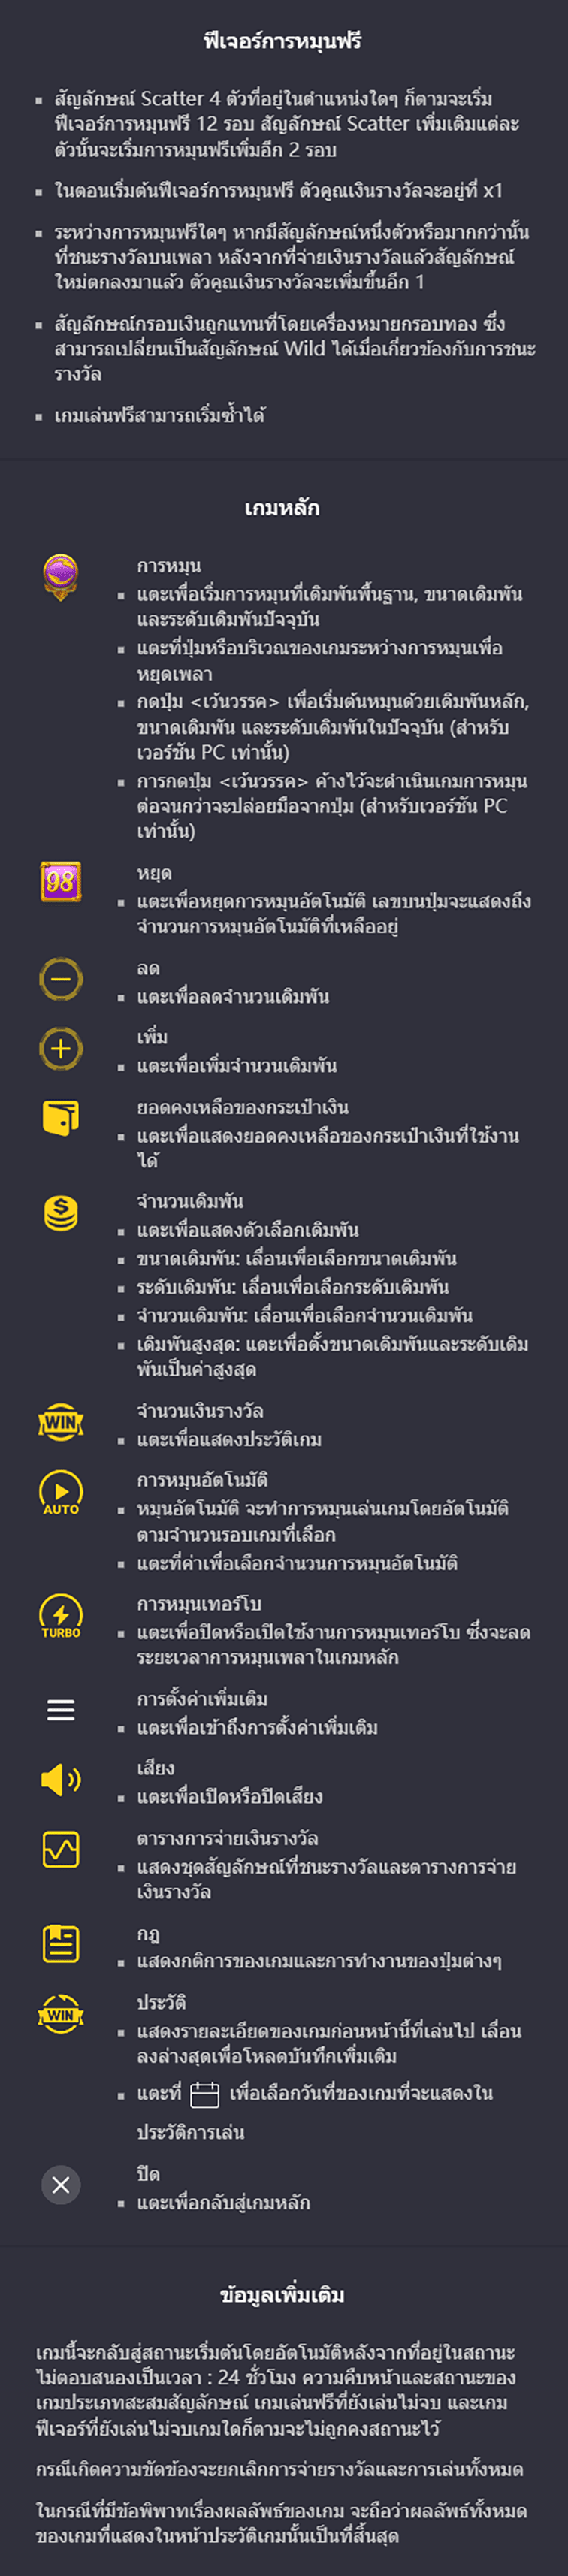 ฟีเจอร์การหมุนฟรี
สัญลักษณ์ Scatter 4 ตัวที่อยู่ในตำแหน่งใดๆ ก็ตามจะเริ่ม
ฟีเจอร์การหมุนฟรี 12 รอบ สัญลักษณ์ Scatter เพิ่มเติมแต่ละ
ตัวนั้นจะเริ่มการหมุนฟรีเพิ่มอีก 2 รอบ
ในตอนเริ่มต้นฟีเจอร์การหมุนฟรี ตัวคูณเงินรางวัลจะอยู่ที่ x1
ระหว่างการหมุนฟรีใดๆ หากมีสัญลักษณ์หนึ่งตัวหรือมากกว่านั้น
ที่ชนะรางวัลบนเพลา หลังจากที่จ่ายเงินรางวัลแล้วสัญลักษณ์
ใหม่ตกลงมาแล้ว ตัวคูณเงินรางวัลจะเพิ่มขึ้นอีก 1
สัญลักษณ์กรอบเงินถูกแทนที่โดยเครื่องหมายกรอบทอง ซึ่ง
สามารถเปลี่ยนเป็นสัญลักษณ์ Wild ได้เมื่อเกี่ยวข้องกับการชนะ
รางวัล
เกมเล่นฟรีสามารถเริ่มซ้ำได้
เกมหลัก
การหมุน
แตะเพื่อเริ่มการหมุนที่เดิมพันพื้นฐาน, ขนาดเดิมพัน
และระดับเดิมพันปัจจุบัน
แตะที่ปุ่มหรือบริเวณของเกมระหว่างการหมุนเพื่อ
หยุดเพลา
กดปุ่ม <เว้นวรรค> เพื่อเริ่มต้นหมุนด้วยเดิมพันหลัก,
ขนาดเดิมพัน และระดับเดิมพันในปัจจุบัน (สำหรับ
เวอร์ชัน PC เท่านั้น)
การกดปุ่ม <เว้นวรรค> ค้างไว้จะดำเนินเกมการหมุน
ต่อจนกว่าจะปล่อยมือจากปุ่ม (สำหรับเวอร์ชัน PC
เท่านั้น)
98
หยุด
แตะเพื่อหยุดการหมุนอัตโนมัติ เลขบนปุ่มจะแสดงถึง
จำนวนการหมุนอัตโนมัติที่เหลืออยู่
ลด
แตะเพื่อลดจำนวนเดิมพัน
เพิ่ม
แตะเพื่อเพิ่มจำนวนเดิมพัน
ยอดคงเหลือของกระเป๋าเงิน
แตะเพื่อแสดงยอดคงเหลือของกระเป๋าเงินที่ใช้งาน
ได้
จำนวนเดิมพัน
แตะเพื่อแสดงตัวเลือกเดิมพัน
ขนาดเดิมพัน: เลื่อนเพื่อเลือกขนาดเดิมพัน
ระดับเดิมพัน: เลื่อนเพื่อเลือกระดับเดิมพัน
จำนวนเดิมพัน: เลื่อนเพื่อเลือกจำนวนเดิมพัน
เดิมพันสูงสุด: แตะเพื่อตั้งขนาดเดิมพันและระดับเดิม
พันเป็นค่าสูงสุด
WIN
จำนวนเงินรางวัล
แตะเพื่อแสดงประวัติเกม
AUTO
การหมุนอัตโนมัติ
หมุนอัตโนมัติ จะทำการหมุนเล่นเกมโดยอัตโนมัติ
ตามจำนวนรอบเกมที่เลือก
แตะที่ค่าเพื่อเลือกจำนวนการหมุนอัตโนมัติ
TURBO
การหมุนเทอร์โบ
แตะเพื่อปิดหรือเปิดใช้งานการหมุนเทอร์โบ ซึ่งจะลด
ระยะเวลาการหมุนเพลาในเกมหลัก
การตั้งค่าเพิ่มเติม
แตะเพื่อเข้าถึงการตั้งค่าเพิ่มเติม
เสียง
แตะเพื่อเปิดหรือปิดเสียง
ตารางการจ่ายเงินรางวัล
แสดงชุดสัญลักษณ์ที่ชนะรางวัลและตารางการจ่าย
เงินรางวัล
กฎ
แสดงกติการของเกมและการทำงานของปุ่มต่างๆ
WIN
ประวัติ
แสดงรายละเอียดของเกมก่อนหน้านี้ที่เล่นไป เลื่อน
ลงล่างสุดเพื่อโหลดบันทึกเพิ่มเติม
แตะที่ เพื่อเลือกวันที่ของเกมที่จะแสดงใน
ประวัติการเล่น
ปิด
แตะเพื่อกลับสู่เกมหลัก
ข้อมูลเพิ่มเติม
เกมนี้จะกลับสู่สถานะเริ่มต้นโดยอัตโนมัติหลังจากที่อยู่ในสถานะ
ไม่ตอบสนองเป็นเวลา : 24 ชั่วโมง ความคืบหน้าและสถานะของ
เกมประเภทสะสมสัญลักษณ์ เกมเล่นฟรีที่ยังเล่นไม่จบ และเกม
ฟีเจอร์ที่ยังเล่นไม่จบเกมใดก็ตามจะไม่ถูกคงสถานะไว้
กรณีเกิดความขัดข้องจะยกเลิกการจ่ายรางวัลและการเล่นทั้งหมด
ในกรณีที่มีข้อพิพาทเรื่องผลลัพธ์ของเกม จะถือว่าผลลัพธ์ทั้งหมด
ของเกมที่แสดงในหน้าประวัติเกมนั้นเป็นที่สิ้นสุด